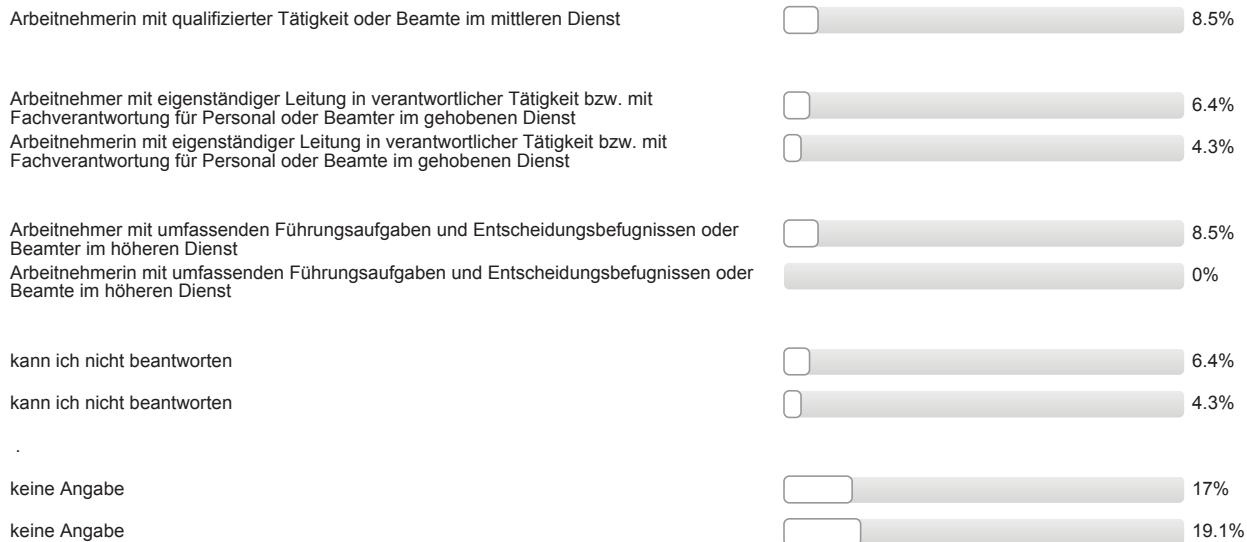 Arbeitnehmerin mit qualifizierter Tätigkeit oder Beamte im mittleren Dienst 8.5%
Arbeitnehmer mit eigenständiger Leitung in verantwortlicher Tätigkeit bzw. mit
Fachverantwortung für Personal oder Beamter im gehobenen Dienst 6.4%
Arbeitnehmerin mit eigenständiger Leitung in verantwortlicher Tätigkeit bzw. mit
Fachverantwortung für Personal oder Beamte im gehobenen Dienst 4.3%
Arbeitnehmer mit umfassenden Führungsaufgaben und Entscheidungsbefugnissen oder
Beamter im höheren Dienst 8.5%
Arbeitnehmerin mit umfassenden Führungsaufgaben und Entscheidungsbefugnissen oder
Beamte im höheren Dienst 0%
kann ich nicht beantworten 6.4%
kann ich nicht beantworten 4.3%
.
keine Angabe 17%
keine Angabe 19.1%